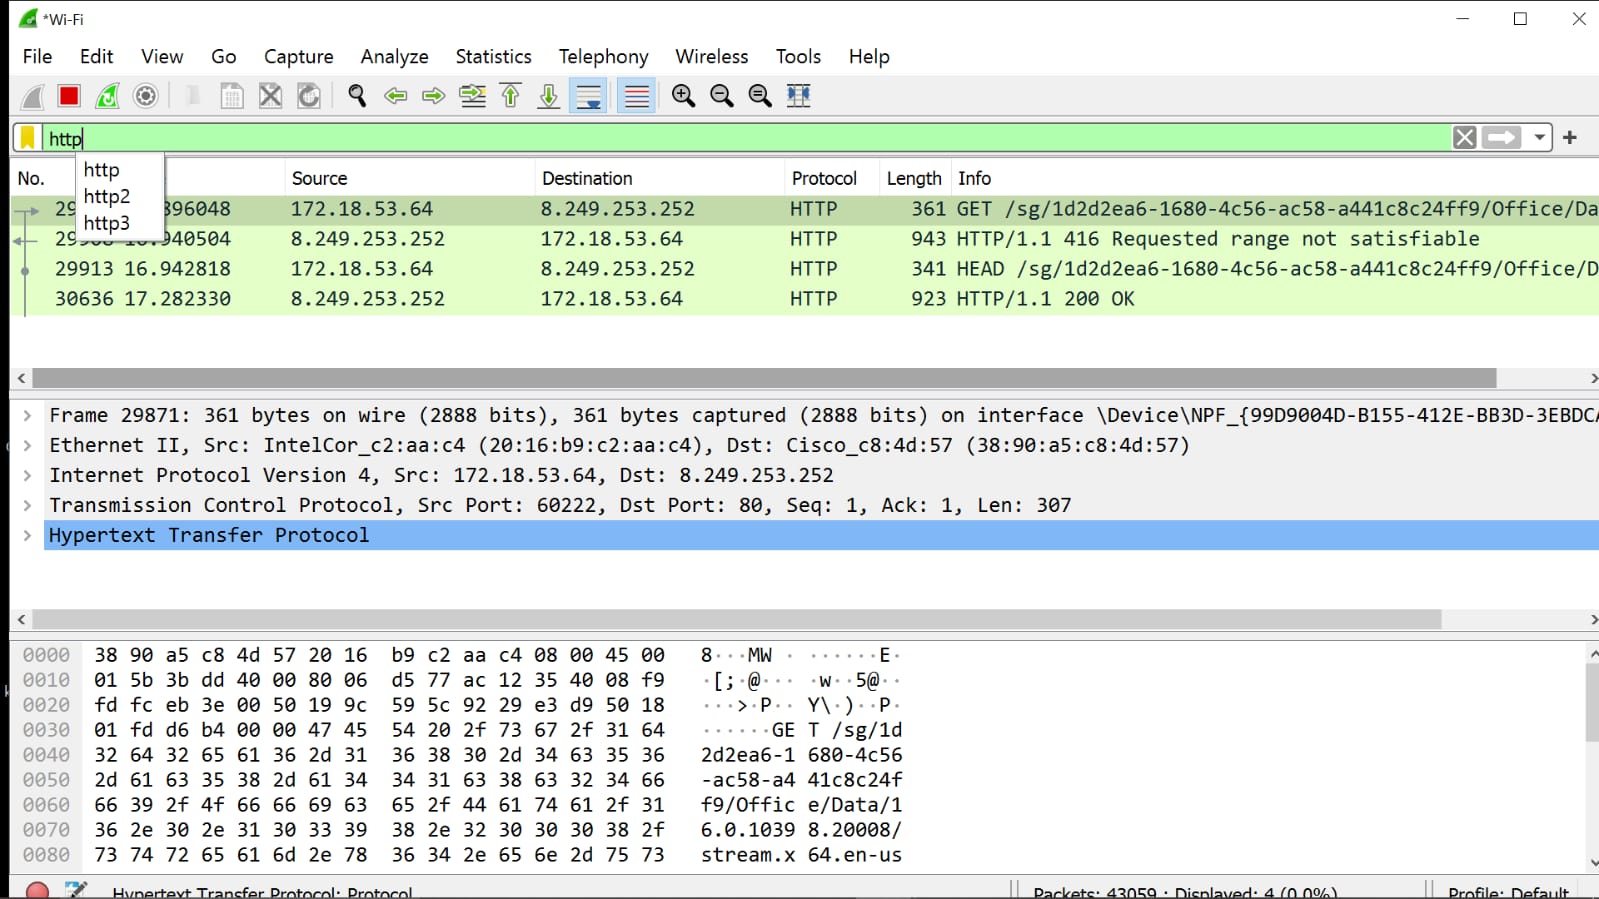 *Wi-Fi
File Edit View Go Capture Analyze Statistics Telephony Wireless Tools Help
http
http
http2
http3
No. Source Destination Protocol Length Info
29 896048 172.18.53.64 8.249.253.252 HTTP 361 GET /sg/1d2d2ea6-1680-4c56-ac58-a441c8c24ff9/Office/Da
940504 8.249.253.252 172.18.53.64 HTTP 943 HTTP/1.1 416 Requested range not satisfiable
29913 16.942818 172.18.53.64 8.249.253.252 HTTP 341 HEAD /sg/1d2d2ea6-1680-4c56-ac58-a441c8c24ff9/Office/D
30636 17.282330 8.249.253.252 172.18.53.64 HTTP 923 HTTP/1.1 200 OK
Frame 29871: 361 bytes on wire (2888 bits), 361 bytes captured (2888 bits) on interface \Device\NPF_{99D9004D-B155-412E-BB3D-3EBDCA
Ethernet II, Src: IntelCor_c2:aa:c4 (20:16:b9:c2:aa:c4), Dst: Cisco_c8:4d:57 (38:90:a5:c8:4d:57)
Internet Protocol Version 4, Src: 172.18.53.64, Dst: 8.249.253.252
Transmission Control Protocol, Src Port: 60222, Dst Port: 80, Seq: 1, Ack: 1, Len: 307
Hypertext Transfer Protocol
0000 38 90 a5 c8 4d 57 20 16 b9 c2 aa c4 08 00 45 00 8···MW · ······E·
0010 01 5b 3b dd 40 00 80 06 d5 77 ac 12 35 40 08 f9 ·[;·@··· ·w··5@··
0020 fd fc eb 3e 00 50 19 9c 59 5c 92 29 e3 d9 50 18 ···>·P·· Y\·)··P·
0030 01 fd d6 b4 00 00 47 45 54 20 2f 73 67 2f 31 64 ······GE T /sg/1d
0040 32 64 32 65 61 36 2d 31 36 38 30 2d 34 63 35 36 2d2ea6-1 680-4c56
0050 2d 61 63 35 38 2d 61 34 34 31 63 38 63 32 34 66 -ac58-a4 41c8c24f
0060 66 39 2f 4f 66 66 69 63 65 2f 44 61 74 61 2f 31 f9/Offic e/Data/1
0070 36 2e 30 2e 31 30 33 39 38 2e 32 30 30 30 38 2f 6.0.1039 8.20008/
0080 73 74 72 65 61 6d 2e 78 36 34 2e 65 6e 2d 75 73 stream.x 64.en-us
Hypertext Transfer Protocol: Protocol Packets: 43059 · Displayed: 4 (0.0%) Profile: Default